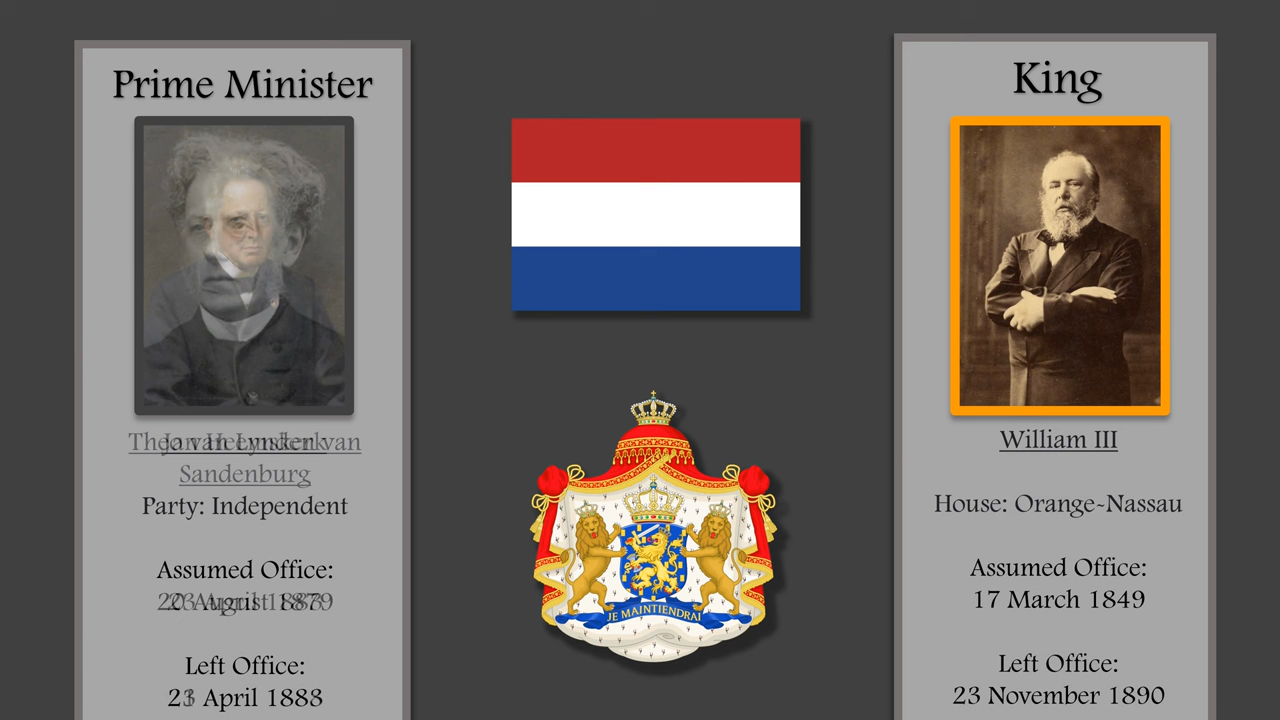 Prime Minister
Sandenburg
Party: Independent
Assumed Office:
Left Office:
April
JE MAINTIENDRAI
King
William III
House: Orange-Nassau
Assumed Office:
17 March 1849
Left Office:
23 November 1890